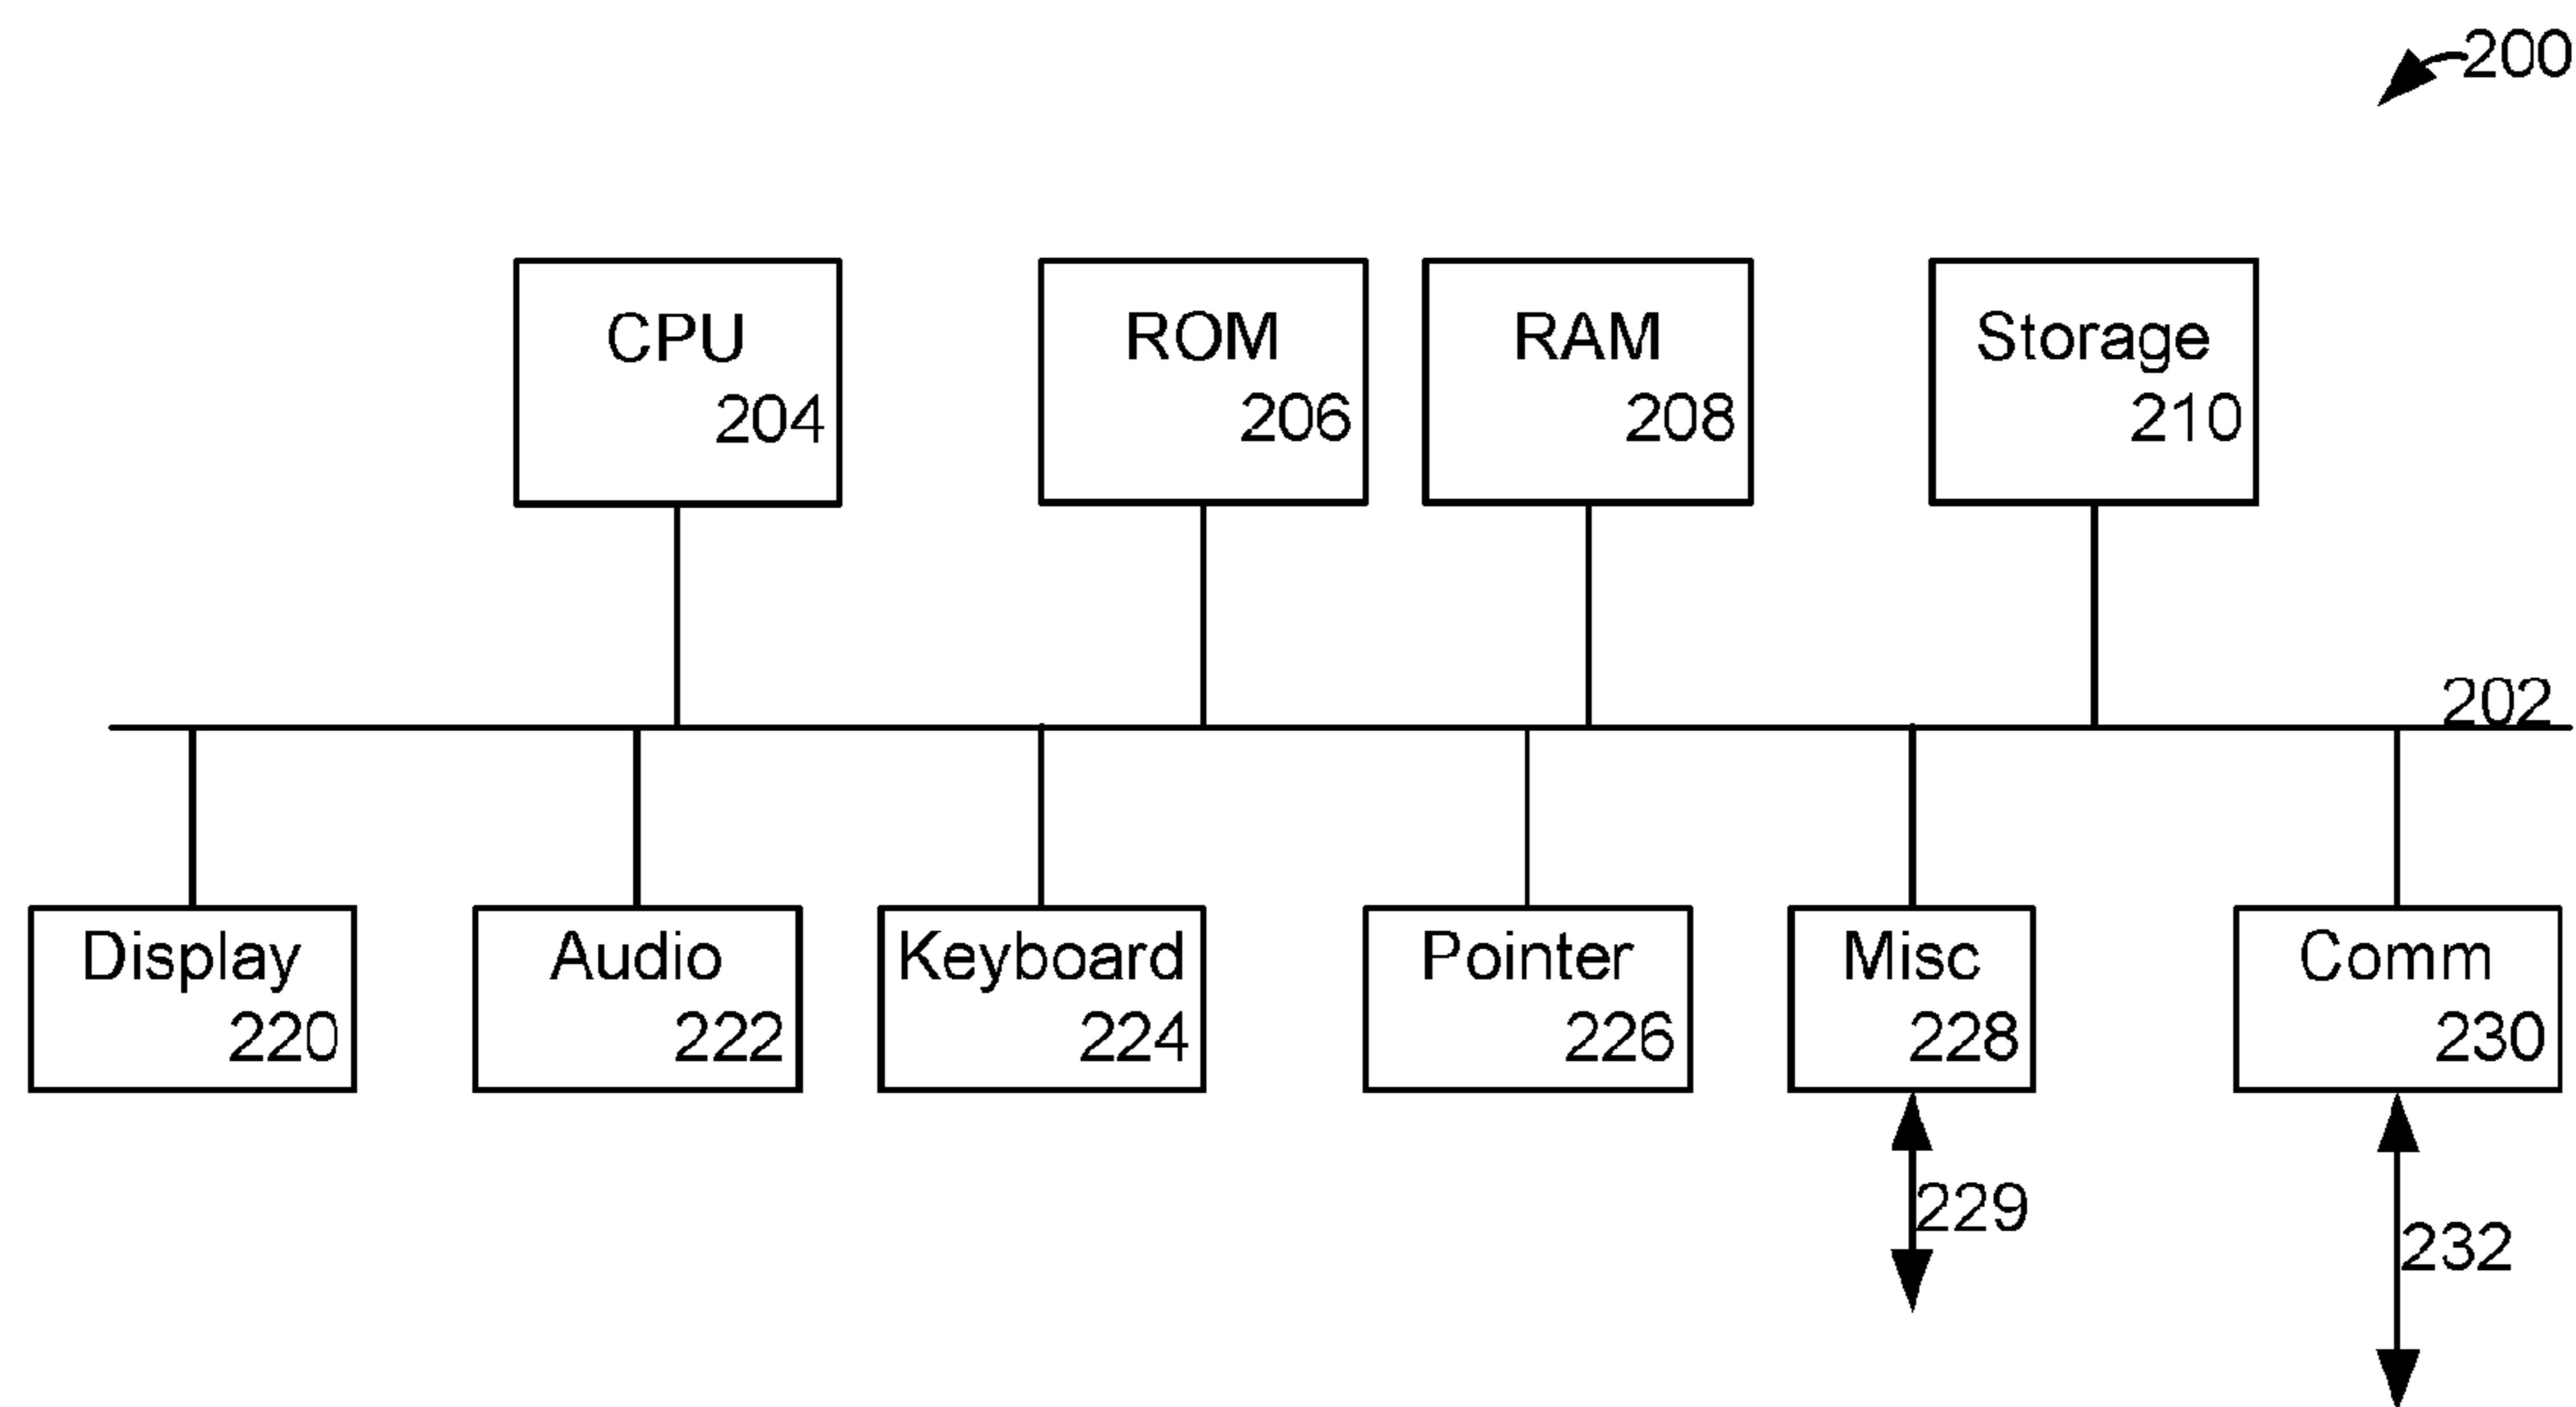 200
CPU
204
ROM
206
RAM
208
Storage
210
202
Display
220
Audio
222
Keyboard
224
Pointer
226
Misc
228
Comm
230
229
232